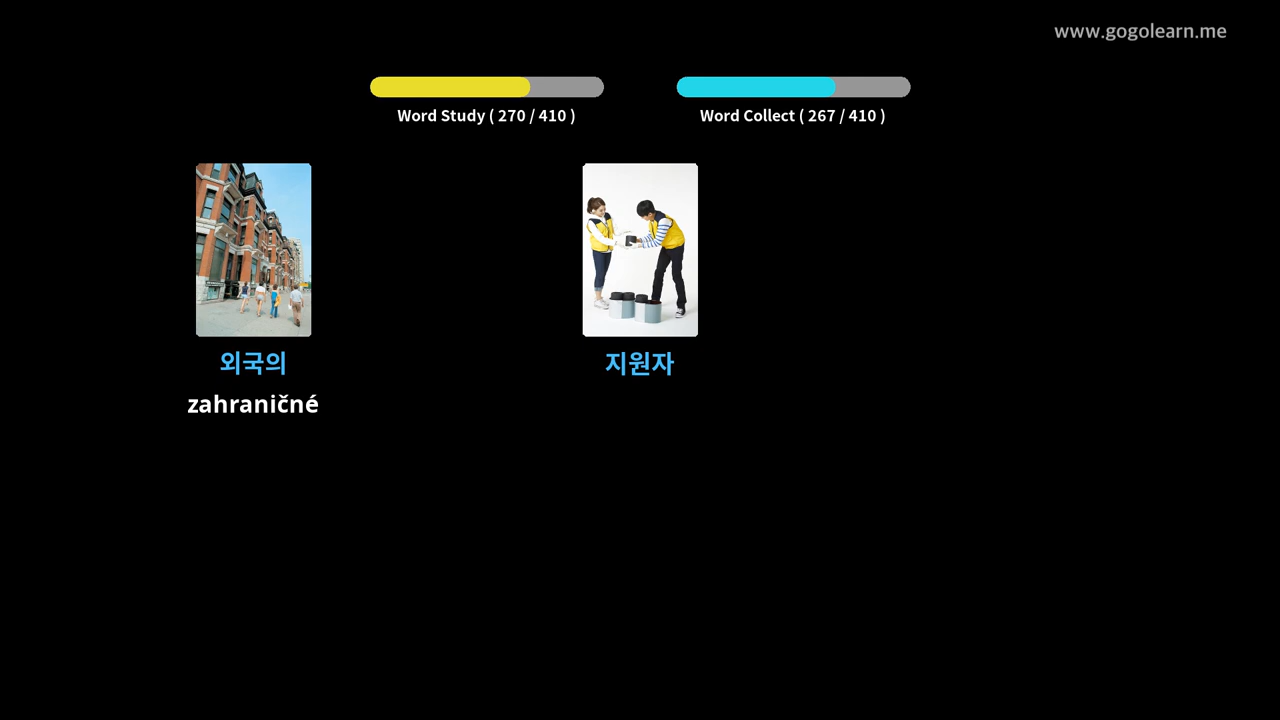 www.gogolearn.me
Word Study ( 270 / 410 )
Word Collect ( 267 / 410 )
외국의
zahraničné
지원자